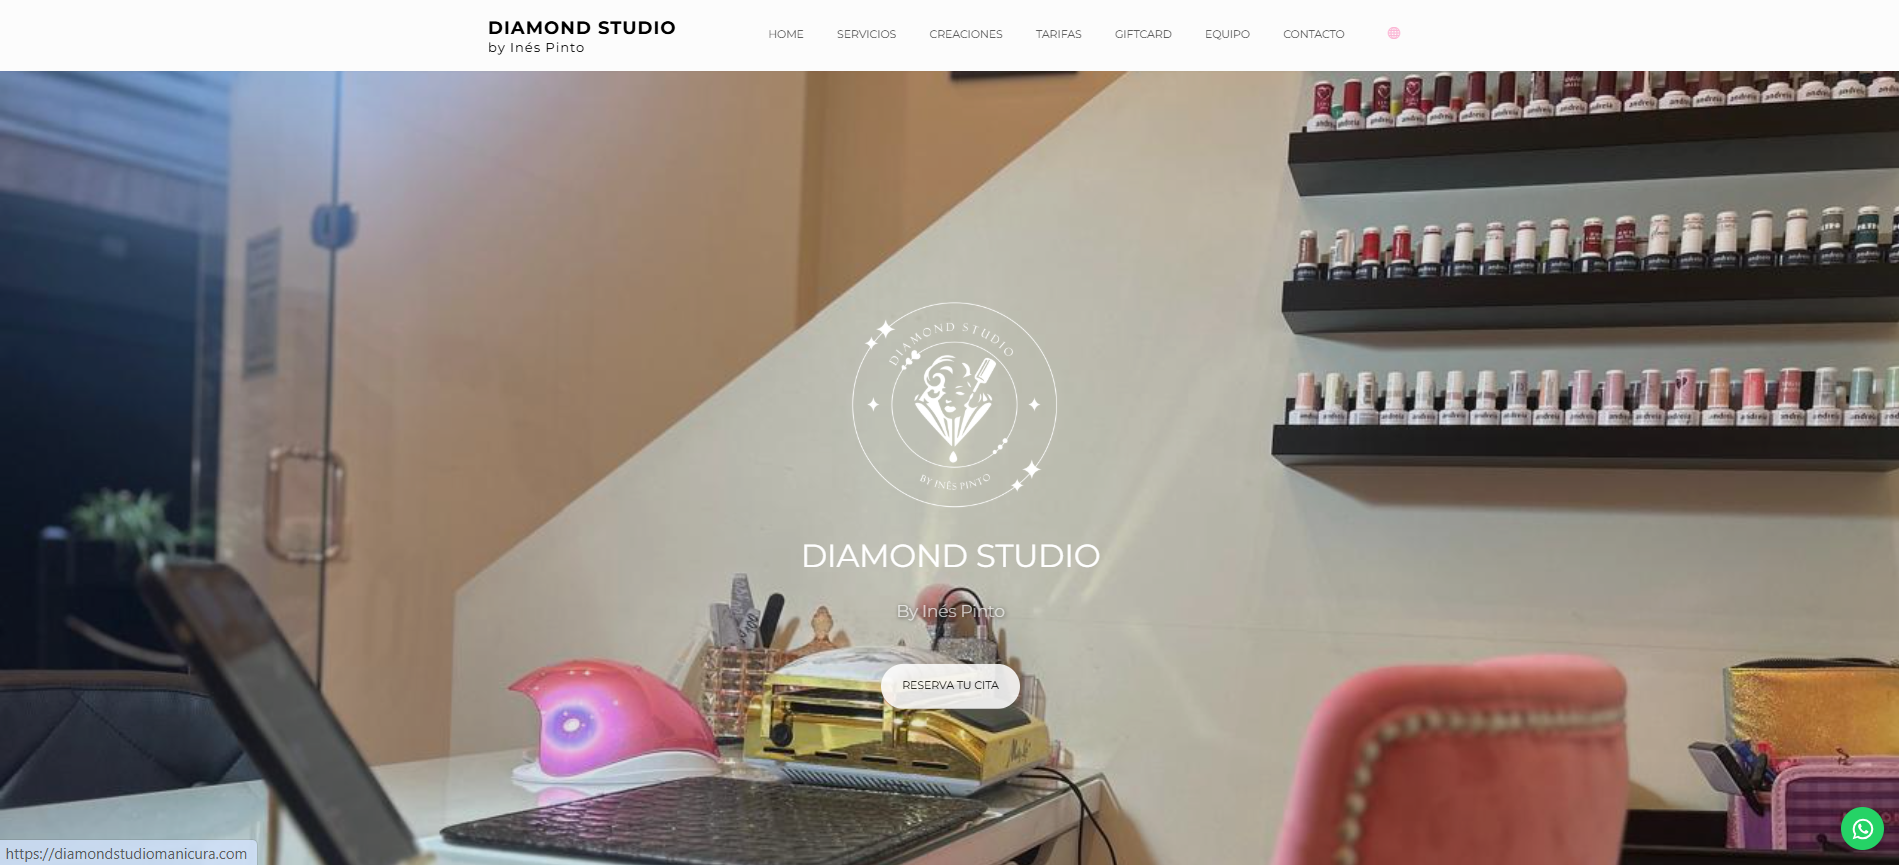 DIAMOND STUDIO
by Inés Pinto
HOME SERVICIOS CREACIONES TARIFAS GIFTCARD EQUIPO CONTACTO
DIAMOND STUDIO
BY INÉS PINTO
DIAMOND STUDIO
By Inés Pinto
RESERVA TU CITA
andreia
https://diamondstudiomanicura.com